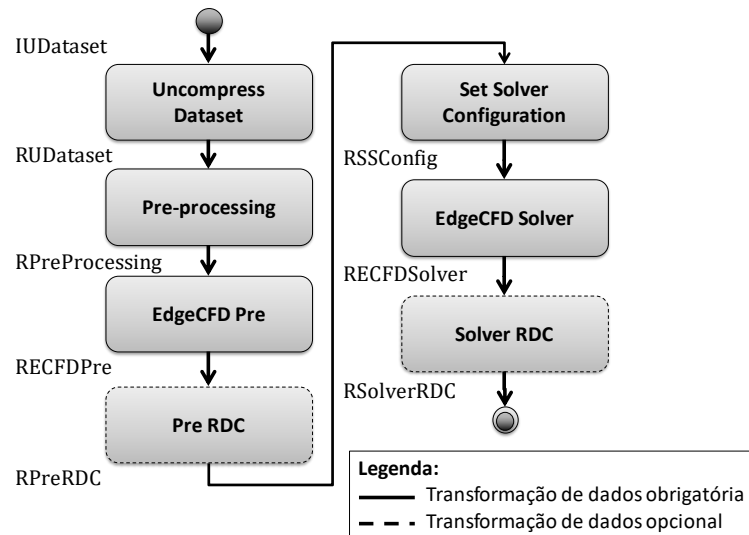 IUDataset
Uncompress
Dataset
RUDataset
Pre-processing
RPreProcessing
EdgeCFD Pre
RECFDPre
Pre RDC
RPreRDC
Set Solver
Configuration
RSSConfig
EdgeCFD Solver
RECFDSolver
Solver RDC
RSolverRDC
Legenda:
Transformação de dados obrigatória
Transformação de dados opcional